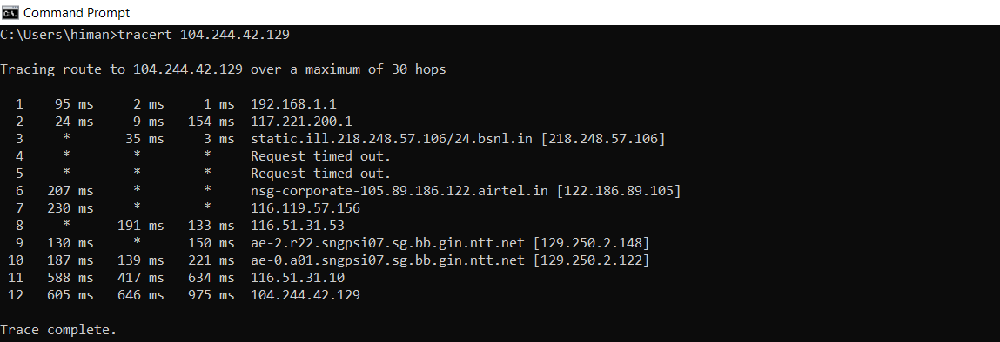 Command Prompt
C:\Users\himan>tracert 104.244.42.129
Tracing route to 104.244.42.129 over a maximum of 30 hops
1 95 ms 2 ms 1 ms 192.168.1.1
2 24 ms 9 ms 154 ms 117.221.200.1
3 * 35 ms 3 ms static.ill.218.248.57.106/24.bsnl.in [218.248.57.106]
4 * * * Request timed out.
5 * * * Request timed out.
6 207 ms * * nsg-corporate-105.89.186.122.airtel.in [122.186.89.105]
7 230 ms * * 116.119.57.156
8 * 191 ms 133 ms 116.51.31.53
9 130 ms * 150 ms ae-2.r22.sngpsi07.sg.bb.gin.ntt.net [129.250.2.148]
10 187 ms 139 ms 221 ms ae-0.a01.sngpsi07.sg.bb.gin.ntt.net [129.250.2.122]
11 588 ms 417 ms 634 ms 116.51.31.10
12 605 ms 646 ms 975 ms 104.244.42.129
Trace complete.